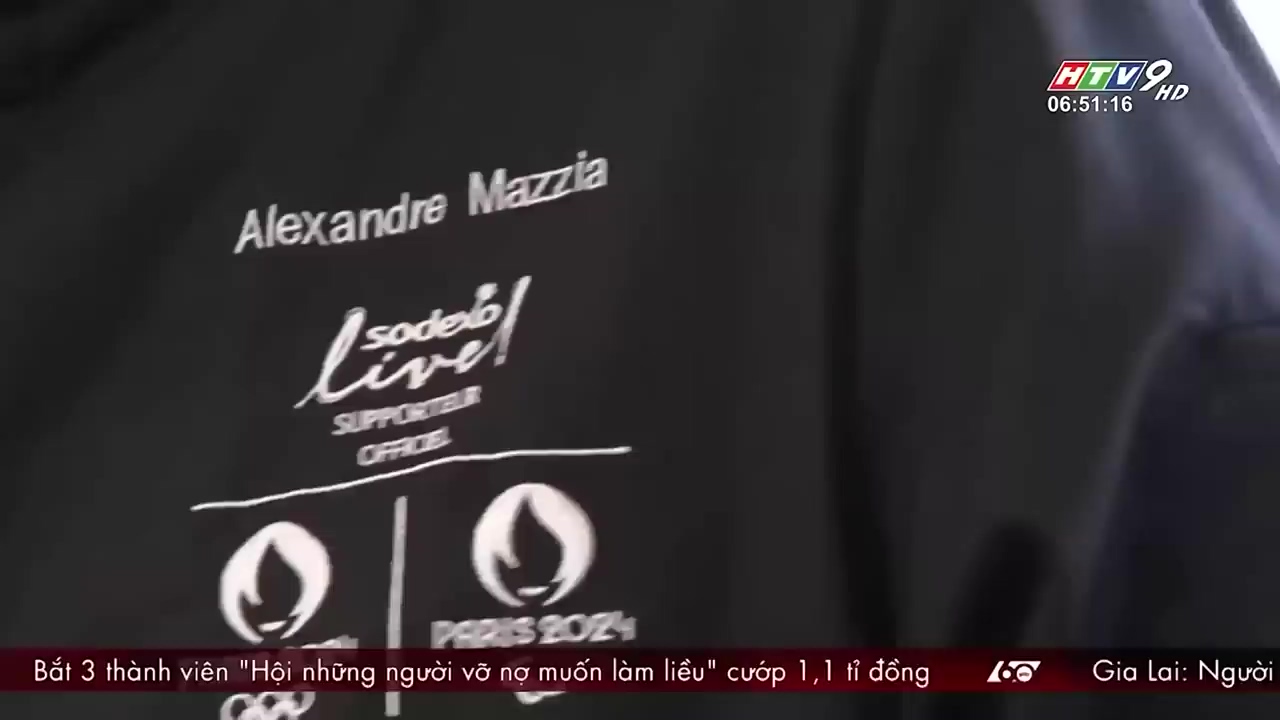 HTV9 HD
06:51:16
Alexandre Mazzia
sodexo
live!
SUPPORTEUR
OFFICIEL
PARIS 2024
Bắt 3 thành viên "Hội những người vỡ nợ muốn làm liều" cướp 1,1 tỉ đồng
Gia Lai: Người